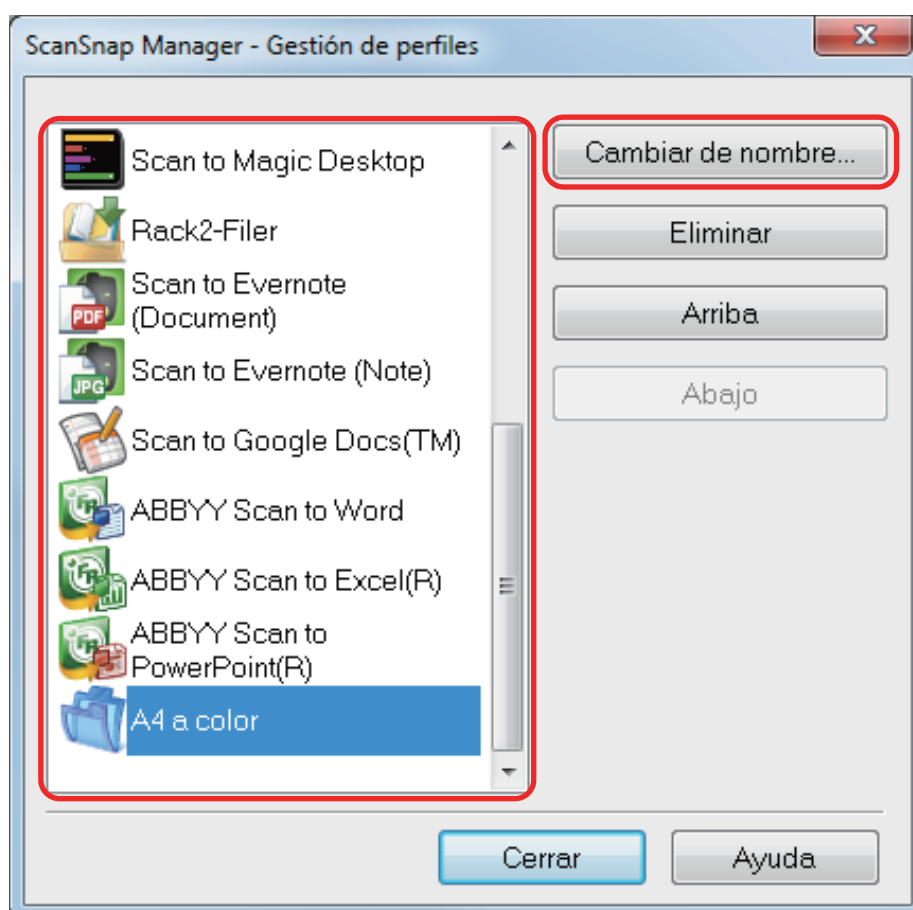 ScanSnap Manager - Gestión de perfiles
Scan to Magic Desktop
Rack2-Filer
Scan to Evernote
(Document)
PDF
Scan to Evernote (Note)
JPG
Scan to Google Docs(TM)
ABBYY Scan to Word
ABBYY Scan to Excel(R)
ABBYY Scan to
PowerPoint(R)
A4 a color
Cambiar de nombre...
Eliminar
Arriba
Abajo
Cerrar
Ayuda